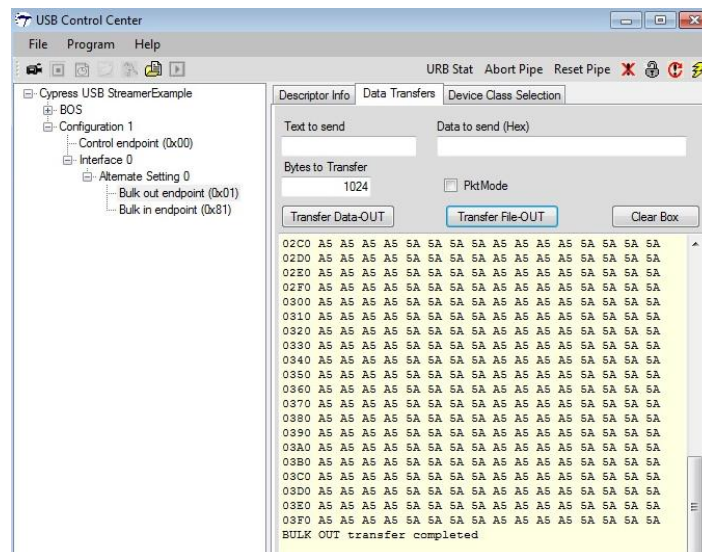 USB Control Center
File Program Help
URB Stat Abort Pipe Reset Pipe
Cypress USB StreamerExample
BOS
Configuration 1
Control endpoint (0x00)
Interface 0
Alternate Setting 0
Bulk out endpoint (0x01)
Bulk in endpoint (0x81)
Descriptor Info Data Transfers Device Class Selection
Text to send Data to send (Hex)
Bytes to Transfer
1024 PktMode
Transfer Data-OUT Transfer File-OUT Clear Box
02C0 A5 A5 A5 A5 5A 5A 5A 5A A5 A5 A5 A5 5A 5A 5A 5A
02D0 A5 A5 A5 A5 5A 5A 5A 5A A5 A5 A5 A5 5A 5A 5A 5A
02E0 A5 A5 A5 A5 5A 5A 5A 5A A5 A5 A5 A5 5A 5A 5A 5A
02F0 A5 A5 A5 A5 5A 5A 5A 5A A5 A5 A5 A5 5A 5A 5A 5A
0300 A5 A5 A5 A5 5A 5A 5A 5A A5 A5 A5 A5 5A 5A 5A 5A
0310 A5 A5 A5 A5 5A 5A 5A 5A A5 A5 A5 A5 5A 5A 5A 5A
0320 A5 A5 A5 A5 5A 5A 5A 5A A5 A5 A5 A5 5A 5A 5A 5A
0330 A5 A5 A5 A5 5A 5A 5A 5A A5 A5 A5 A5 5A 5A 5A 5A
0340 A5 A5 A5 A5 5A 5A 5A 5A A5 A5 A5 A5 5A 5A 5A 5A
0350 A5 A5 A5 A5 5A 5A 5A 5A A5 A5 A5 A5 5A 5A 5A 5A
0360 A5 A5 A5 A5 5A 5A 5A 5A A5 A5 A5 A5 5A 5A 5A 5A
0370 A5 A5 A5 A5 5A 5A 5A 5A A5 A5 A5 A5 5A 5A 5A 5A
0380 A5 A5 A5 A5 5A 5A 5A 5A A5 A5 A5 A5 5A 5A 5A 5A
0390 A5 A5 A5 A5 5A 5A 5A 5A A5 A5 A5 A5 5A 5A 5A 5A
03A0 A5 A5 A5 A5 5A 5A 5A 5A A5 A5 A5 A5 5A 5A 5A 5A
03B0 A5 A5 A5 A5 5A 5A 5A 5A A5 A5 A5 A5 5A 5A 5A 5A
03C0 A5 A5 A5 A5 5A 5A 5A 5A A5 A5 A5 A5 5A 5A 5A 5A
03D0 A5 A5 A5 A5 5A 5A 5A 5A A5 A5 A5 A5 5A 5A 5A 5A
03E0 A5 A5 A5 A5 5A 5A 5A 5A A5 A5 A5 A5 5A 5A 5A 5A
03F0 A5 A5 A5 A5 5A 5A 5A 5A A5 A5 A5 A5 5A 5A 5A 5A
BULK OUT transfer completed